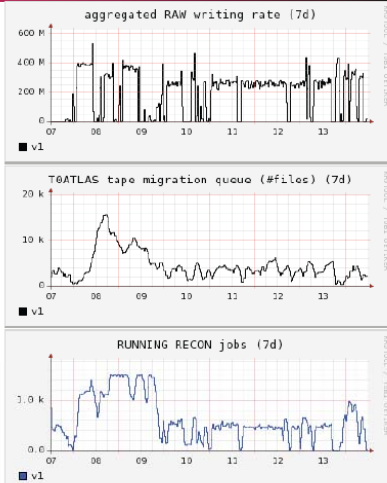 aggregated RAW writing rate (7d)
600 M
400 M
200
0
07 08 09 10 11 12 13
v1
T0ATLAS tape migration queue (#files) (7d)
20 k
10 k
0
07 08 09 10 11 12 13
v1
RUNNING RECON jobs (7d)
1.0 k
0.0
07 08 09 10 11 12 13
v1